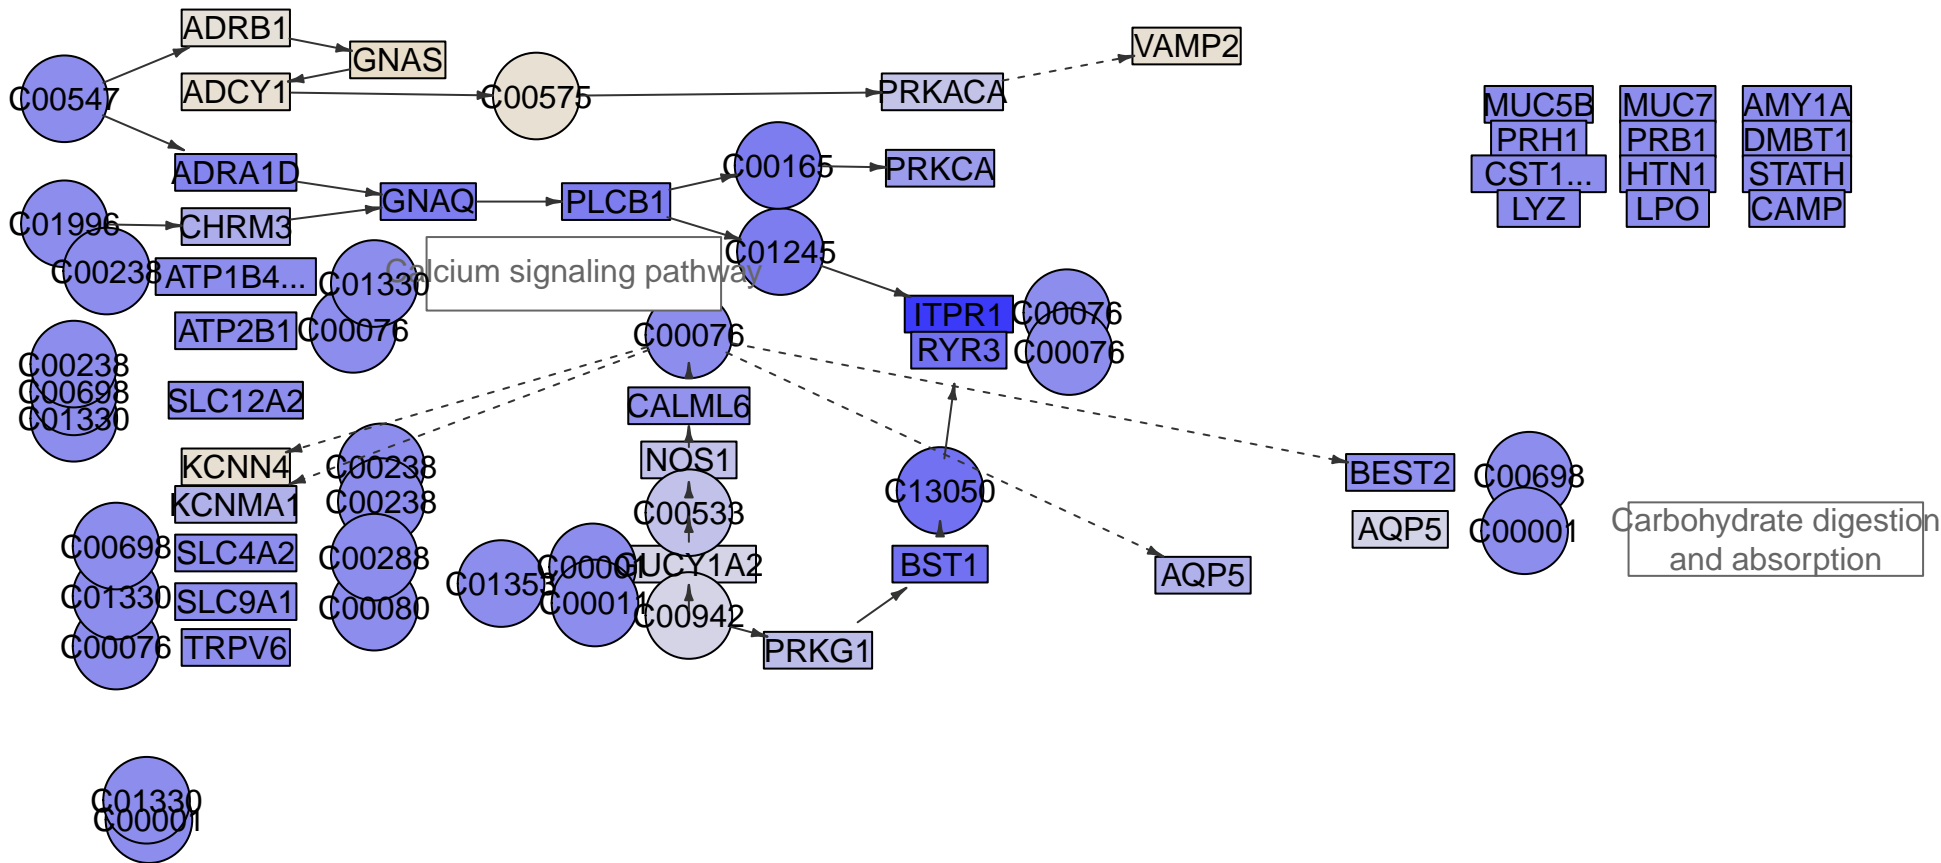 ADRB1
GNAS
VAMP2
C00547
ADCY1
C00575
PRKACA
MUC5B
MUC7
AMY1A
PRH1
PRB1
DMBT1
ADRA1D
C00165
PRKCA
CST1...
HTN1
STATH
GNAQ
PLCB1
LYZ
LPO
CAMP
C01996
CHRM3
C01245
C00238
ATP1B4...
C01330
Calcium signaling pathway
ATP2B1
C00076
C00076
ITPR1
C00076
RYR3
C00076
C00238
C00698
C01330
SLC12A2
CALML6
KCNN4
C00238
NOS1
BEST2
C00698
KCNMA1
C00238
C00533
C13050
AQP5
C00001
Carbohydrate digestion
and absorption
C00698
SLC4A2
C00288
C01353
C00001
GUCY1A2
BST1
AQP5
C01330
SLC9A1
C00080
C00011
C00942
C00076
TRPV6
PRKG1
C01330
C00001